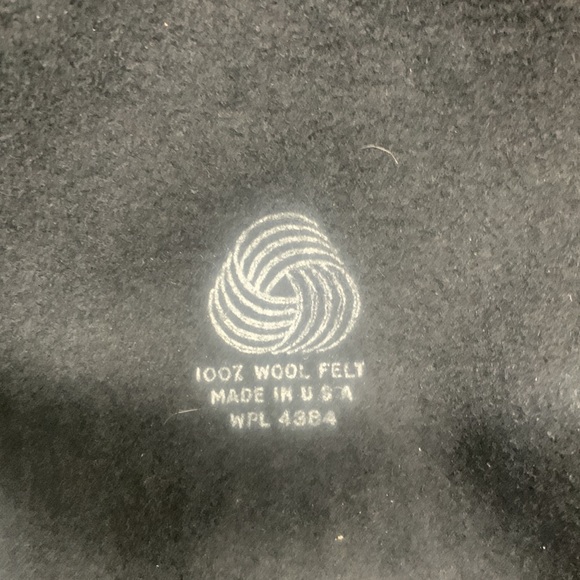 100% WOOL FELT
MADE IN U S A
WPL 4384